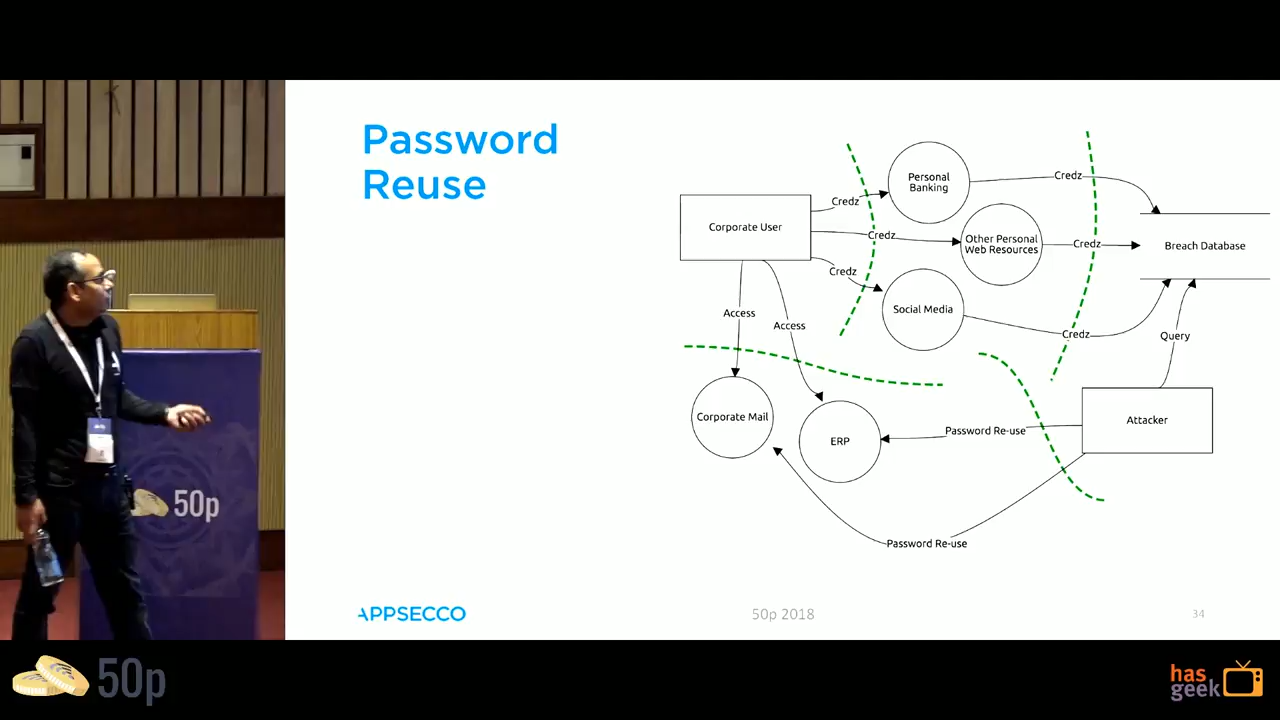 Password
Reuse
Personal
Banking
Credz
Corporate User
Credz
Credz
Other Personal
Web Resources
Credz
Breach Database
Credz
Social Media
Credz
Access
Access
Query
Corporate Mail
ERP
Password Re-use
Attacker
Password Re-use
APPSECCO
50p 2018
34
50p
50p
has
geek